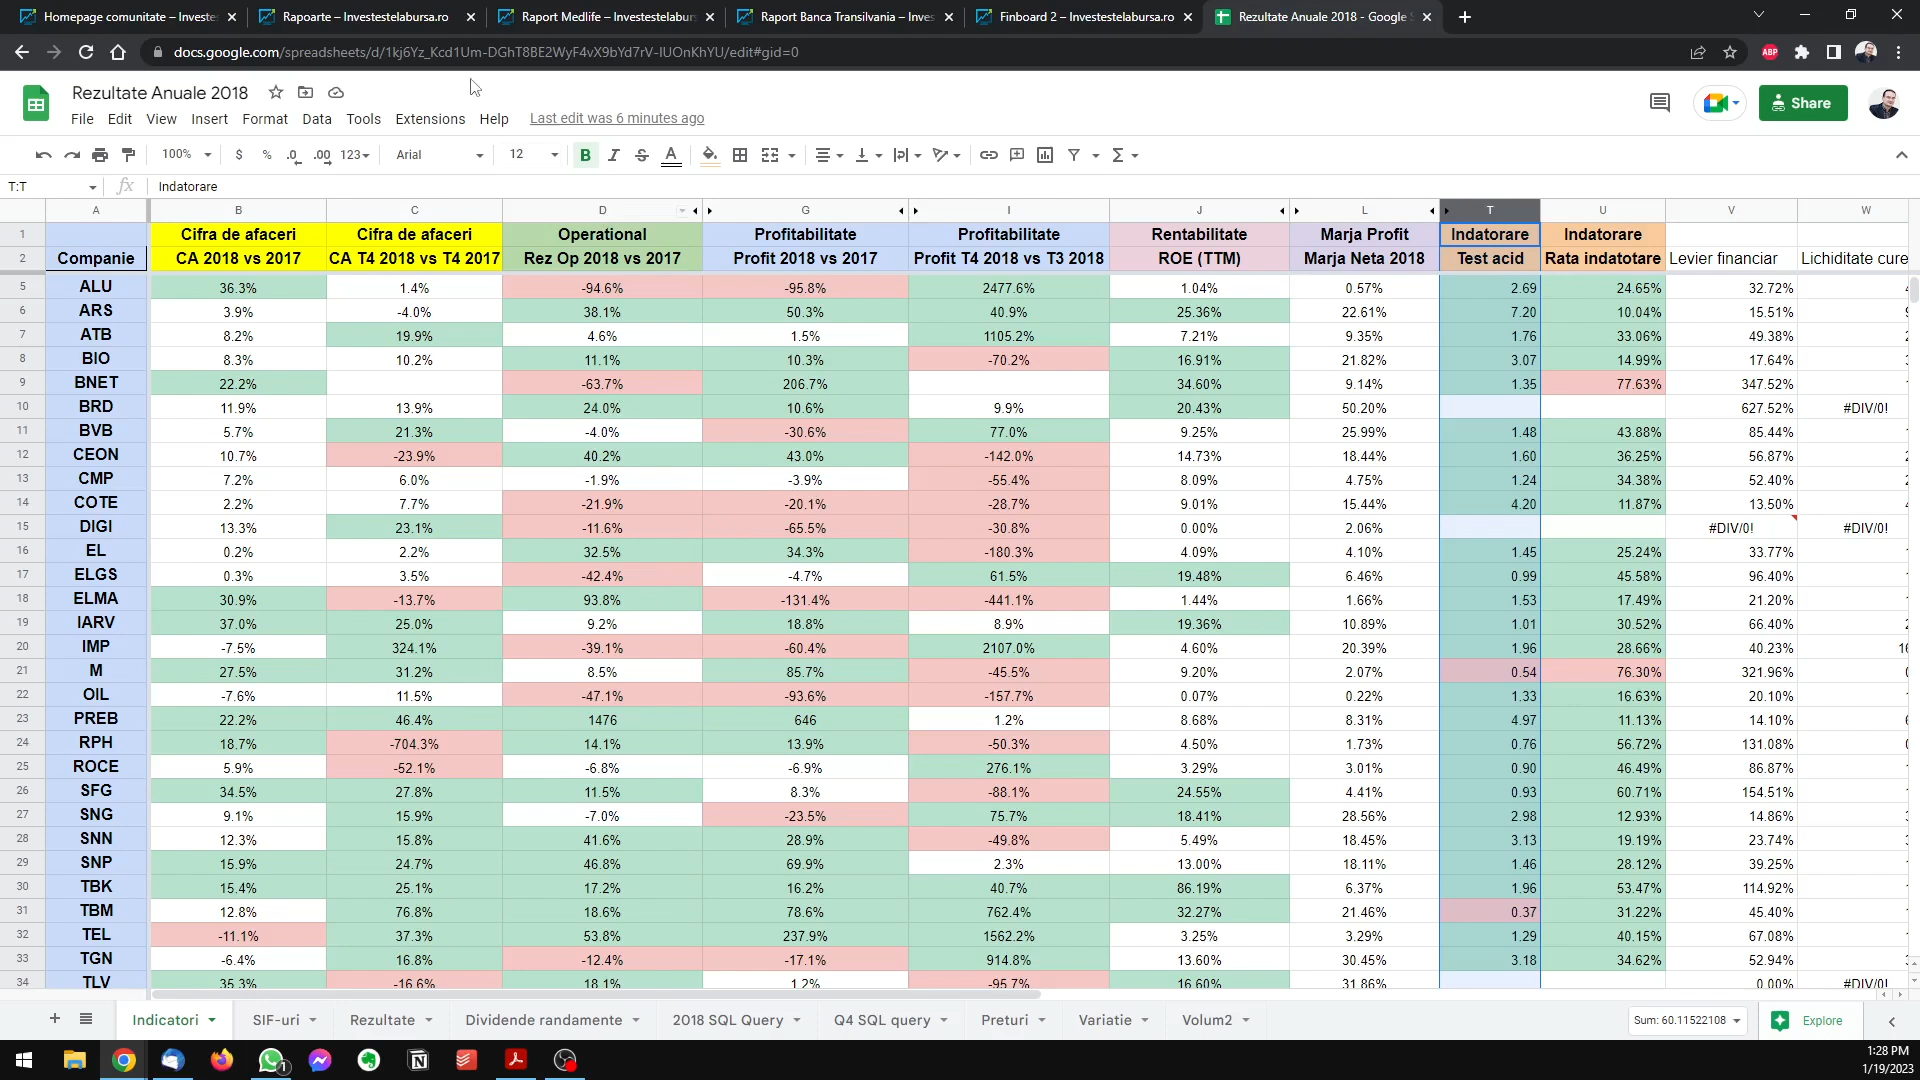 Homepage comunitate – Investes
Rapoarte – Investestelabursa.ro
Raport Medlife – Investestelaburs
Raport Banca Transilvania – Inves
Finboard 2 – Investestelabursa.ro
Rezultate Anuale 2018 - Google S
docs.google.com/spreadsheets/d/1kj6Yz_Kcd1Um-DGhT8BE2WyF4vX9bYd7rV-IUOnKhYU/edit#gid=0
ABP
Rezultate Anuale 2018
File Edit View Insert Format Data Tools Extensions Help Last edit was 6 minutes ago
Share
100% $ % .0 .00 123 Arial 12 B I S A
T:T fx Indatorare
A B C D G I J L T U V W
1 Cifra de afaceri Cifra de afaceri Operational Profitabilitate Profitabilitate Rentabilitate Marja Profit Indatorare Indatorare
2 Companie CA 2018 vs 2017 CA T4 2018 vs T4 2017 Rez Op 2018 vs 2017 Profit 2018 vs 2017 Profit T4 2018 vs T3 2018 ROE (TTM) Marja Neta 2018 Test acid Rata indatotare Levier financiar Lichiditate cure
5 ALU 36.3% 1.4% -94.6% -95.8% 2477.6% 1.04% 0.57% 2.69 24.65% 32.72%
6 ARS 3.9% -4.0% 38.1% 50.3% 40.9% 25.36% 22.61% 7.20 10.04% 15.51%
7 ATB 8.2% 19.9% 4.6% 1.5% 1105.2% 7.21% 9.35% 1.76 33.06% 49.38%
8 BIO 8.3% 10.2% 11.1% 10.3% -70.2% 16.91% 21.82% 3.07 14.99% 17.64%
9 BNET 22.2% -63.7% 206.7% 34.60% 9.14% 1.35 77.63% 347.52%
10 BRD 11.9% 13.9% 24.0% 10.6% 9.9% 20.43% 50.20% 627.52% #DIV/0!
11 BVB 5.7% 21.3% -4.0% -30.6% 77.0% 9.25% 25.99% 1.48 43.88% 85.44%
12 CEON 10.7% -23.9% 40.2% 43.0% -142.0% 14.73% 18.44% 1.60 36.25% 56.87%
13 CMP 7.2% 6.0% -1.9% -3.9% -55.4% 8.09% 4.75% 1.24 34.38% 52.40%
14 COTE 2.2% 7.7% -21.9% -20.1% -28.7% 9.01% 15.44% 4.20 11.87% 13.50%
15 DIGI 13.3% 23.1% -11.6% -65.5% -30.8% 0.00% 2.06% #DIV/0! #DIV/0!
16 EL 0.2% 2.2% 32.5% 34.3% -180.3% 4.09% 4.10% 1.45 25.24% 33.77%
17 ELGS 0.3% 3.5% -42.4% -4.7% 61.5% 19.48% 6.46% 0.99 45.58% 96.40%
18 ELMA 30.9% -13.7% 93.8% -131.4% -441.1% 1.44% 1.66% 1.53 17.49% 21.20%
19 IARV 37.0% 25.0% 9.2% 18.8% 8.9% 19.36% 10.89% 1.01 30.52% 66.40%
20 IMP -7.5% 324.1% -39.1% -60.4% 2107.0% 4.60% 20.39% 1.96 28.66% 40.23% 16
21 M 27.5% 31.2% 8.5% 85.7% -45.5% 9.20% 2.07% 0.54 76.30% 321.96%
22 OIL -7.6% 11.5% -47.1% -93.6% -157.7% 0.07% 0.22% 1.33 16.63% 20.10%
23 PREB 22.2% 46.4% 1476 646 1.2% 8.68% 8.31% 4.97 11.13% 14.10%
24 RPH 18.7% -704.3% 14.1% 13.9% -50.3% 4.50% 1.73% 0.76 56.72% 131.08%
25 ROCE 5.9% -52.1% -6.8% -6.9% 276.1% 3.29% 3.01% 0.90 46.49% 86.87%
26 SFG 34.5% 27.8% 11.5% 8.3% -88.1% 24.55% 4.41% 0.93 60.71% 154.51%
27 SNG 9.1% 15.9% -7.0% -23.5% 75.7% 18.41% 28.56% 2.98 12.93% 14.86%
28 SNN 12.3% 15.8% 41.6% 28.9% -49.8% 5.49% 18.45% 3.13 19.19% 23.74%
29 SNP 15.9% 24.7% 46.8% 69.9% 2.3% 13.00% 18.11% 1.46 28.12% 39.25%
30 TBK 15.4% 25.1% 17.2% 16.2% 40.7% 86.19% 6.37% 1.96 53.47% 114.92%
31 TBM 12.8% 76.8% 18.6% 78.6% 762.4% 32.27% 21.46% 0.37 31.22% 45.40%
32 TEL -11.1% 37.3% 53.8% 237.9% 1562.2% 3.25% 3.29% 1.29 40.15% 67.08%
33 TGN -6.4% 16.8% -12.4% -17.1% 914.8% 13.60% 30.45% 3.18 34.62% 52.94%
34 TLV 35.3% -16.6% 18.1% 1.2% -95.7% 16.60% 31.86% 0.00% #DIV/0!
Indicatori SIF-uri Rezultate Dividende randamente 2018 SQL Query Q4 SQL query Preturi Variatie Volum2 Sum: 60.11522108 Explore
1:28 PM
1/19/2023